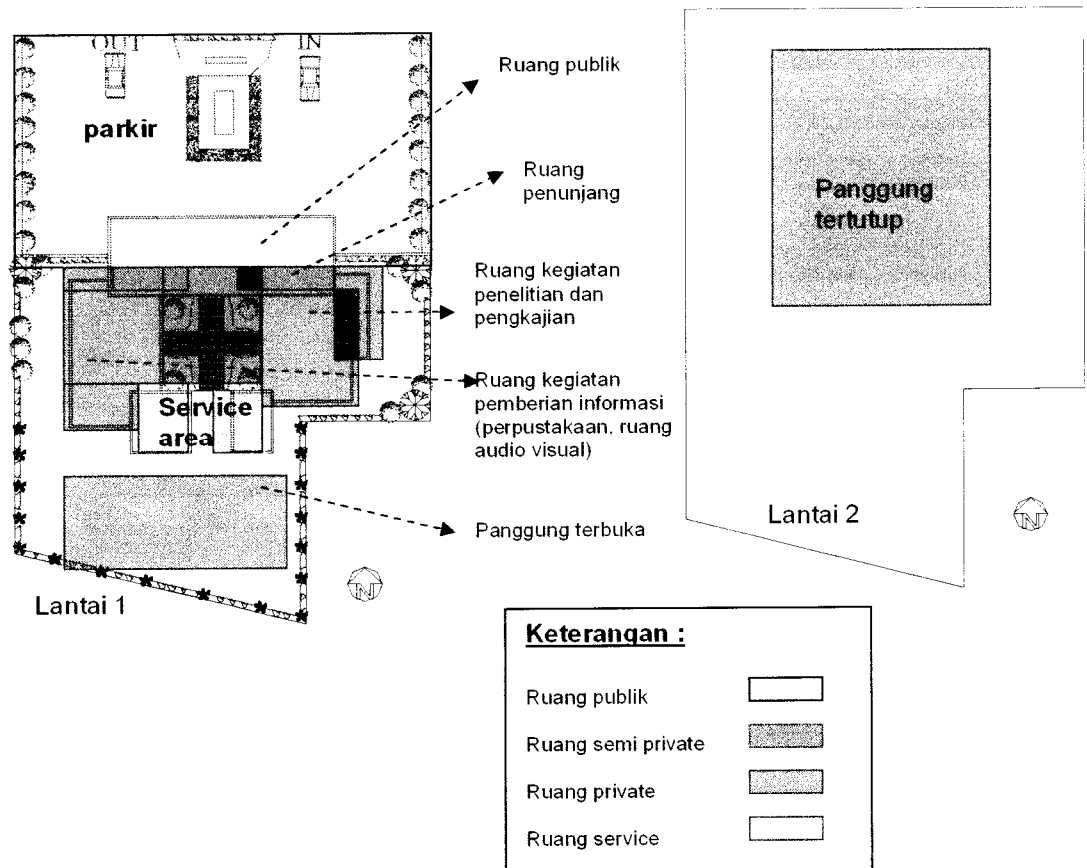 OUT
IN
parkir
Ruang publik
Ruang
penunjang
Ruang kegiatan
penelitian dan
pengkajian
Ruang kegiatan
pemberian informasi
(perpustakaan, ruang
audio visual)
Service
area
Panggung terbuka
N
Lantai 1
Panggung
tertutup
Lantai 2
N
Keterangan :
Ruang publik
Ruang semi private
Ruang private
Ruang service